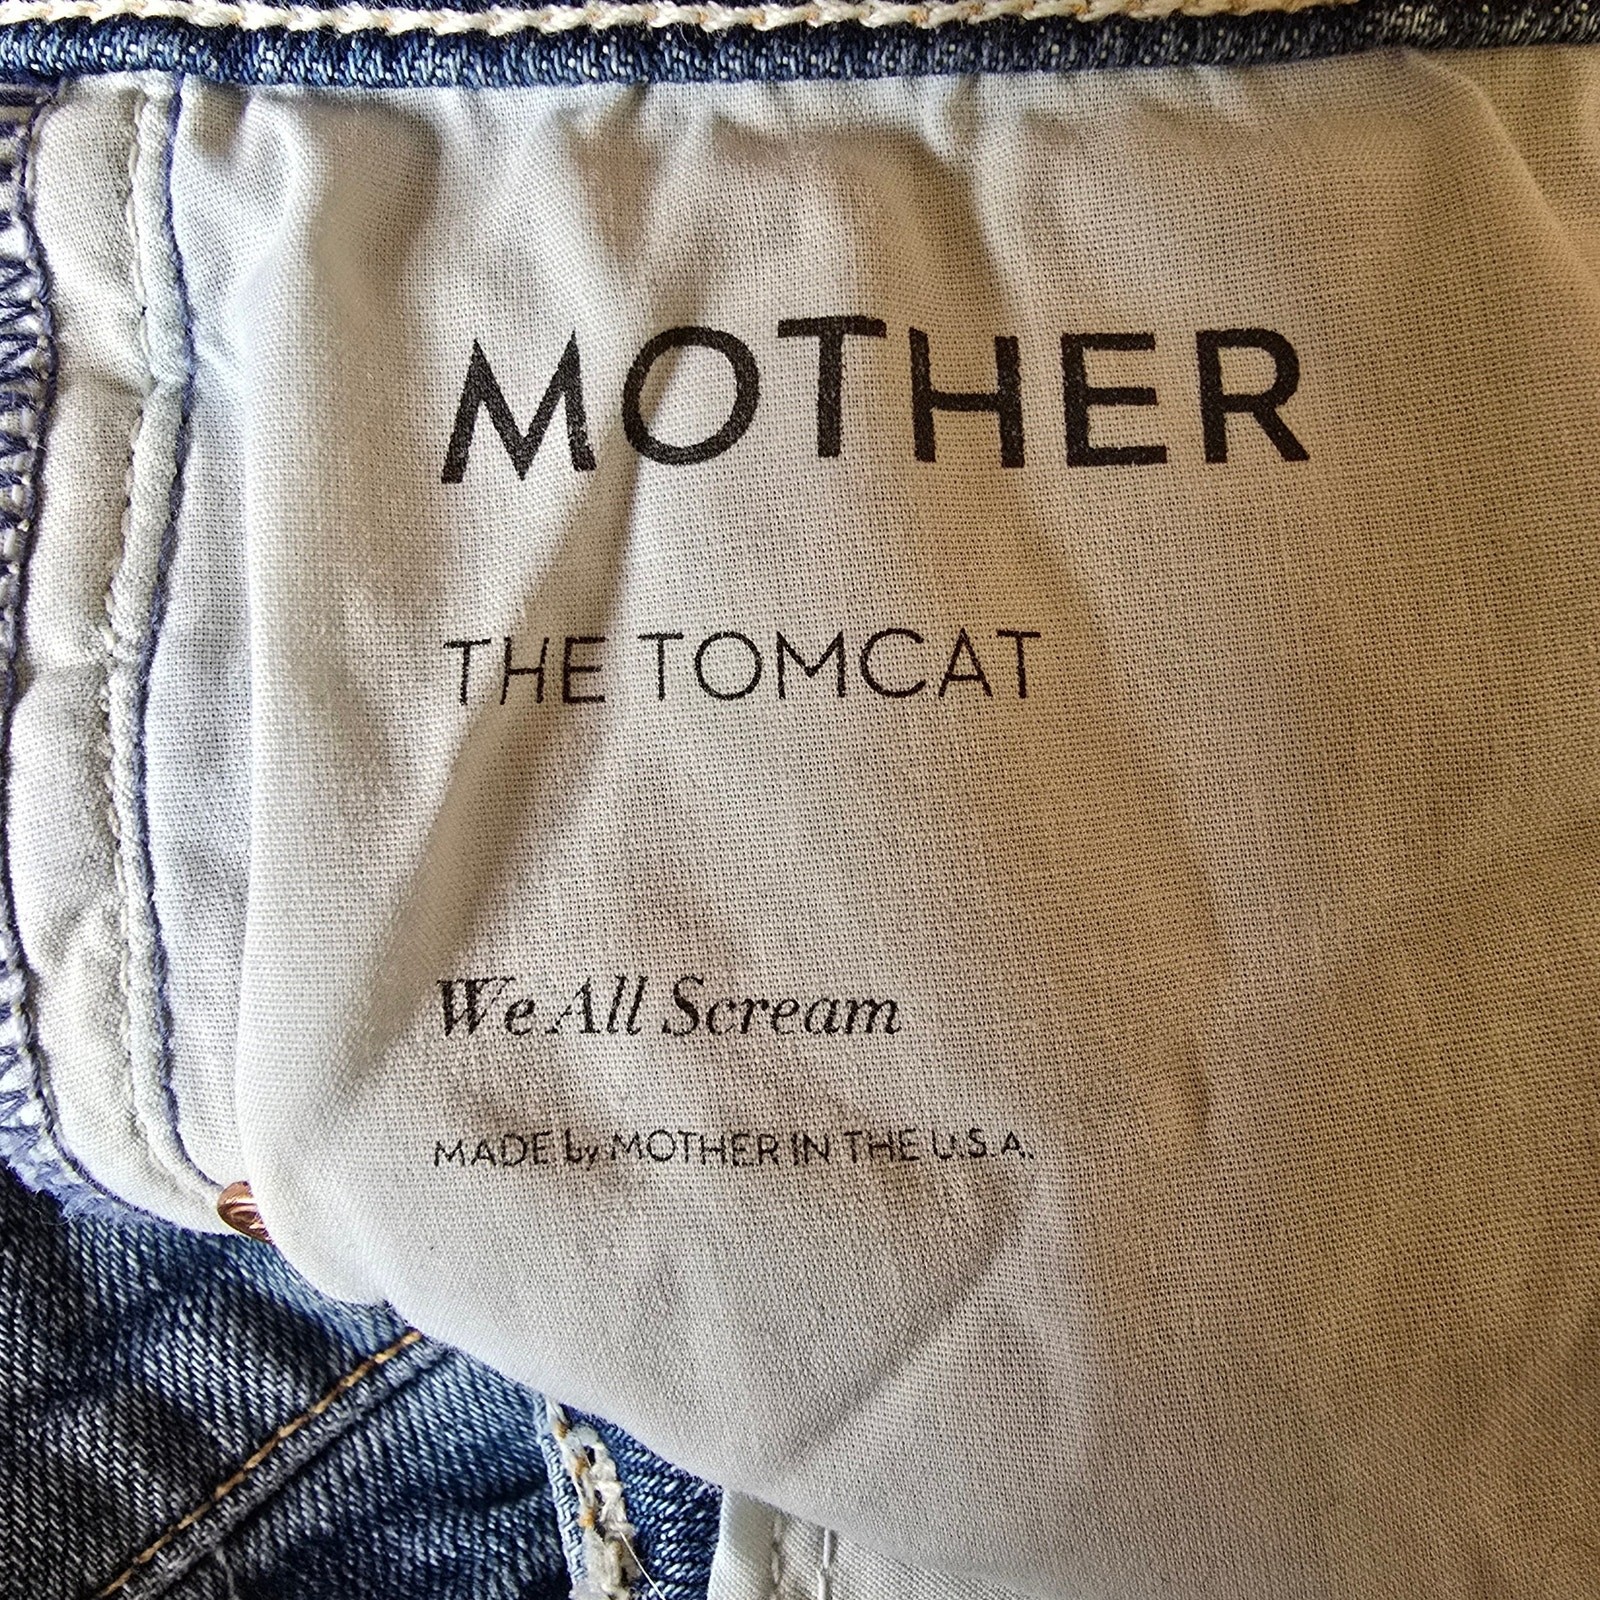 MOTHER
THE TOMCAT
We All Scream
MADE by MOTHER IN THE U.S.A.